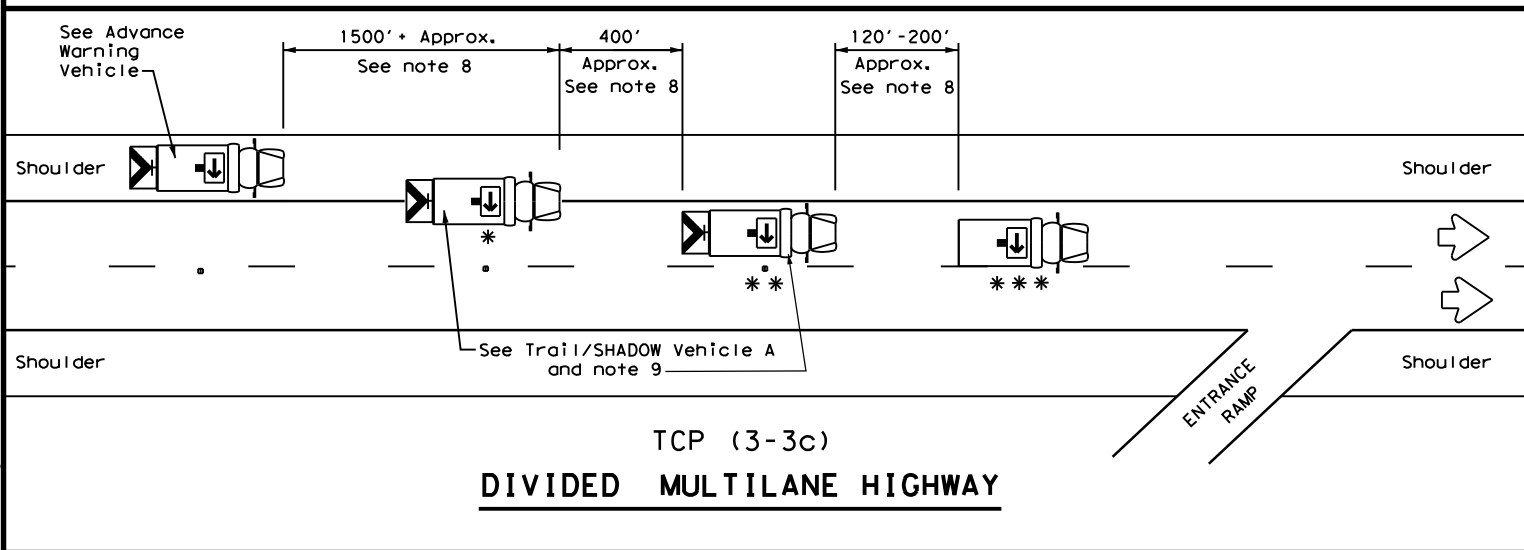 See Advance
Warning
Vehicle
1500'+ Approx.
See note 8
400'
Approx.
See note 8
120'-200'
Approx.
See note 8
Shoulder
Shoulder
*
* *
* * *
See Trail/SHADOW Vehicle A
and note 9
Shoulder
Shoulder
ENTRANCE
RAMP
TCP (3-3c)
DIVIDED MULTILANE HIGHWAY